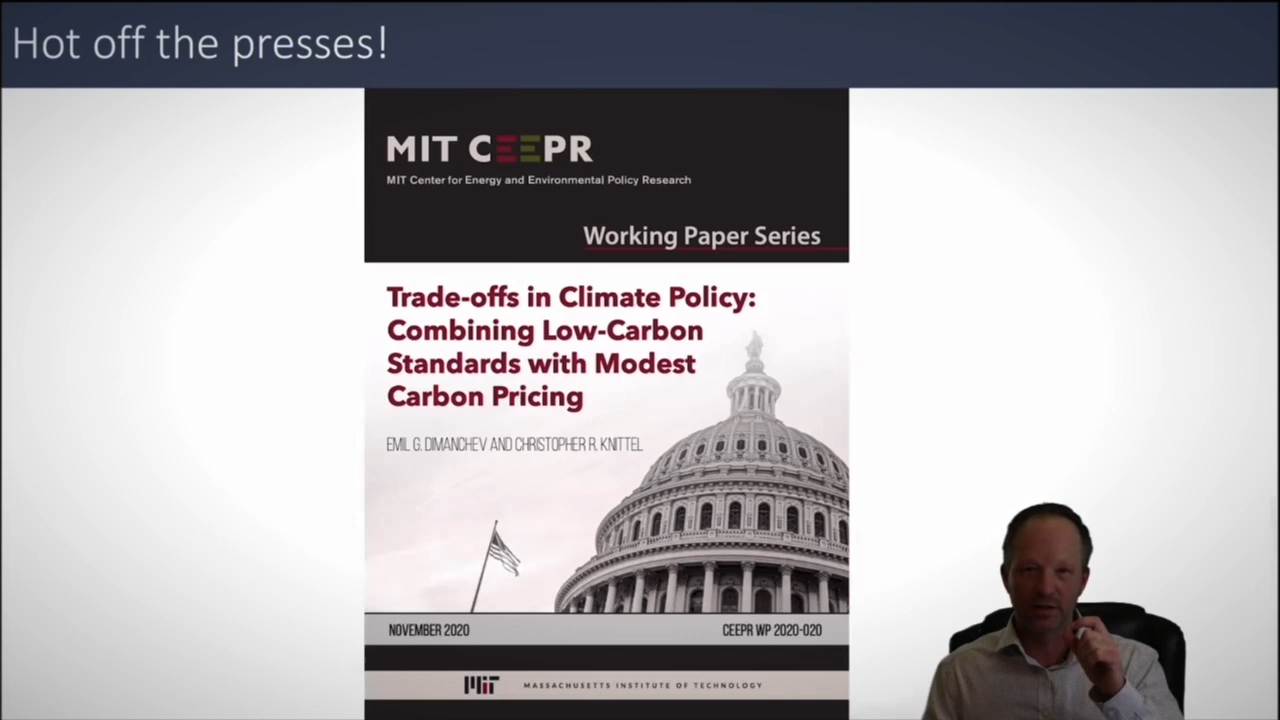 Hot off the presses!
MIT CEEPR
MIT Center for Energy and Environmental Policy Research
Working Paper Series
Trade-offs in Climate Policy:
Combining Low-Carbon
Standards with Modest
Carbon Pricing
EMIL G. DIMANCHEV AND CHRISTOPHER R. KNITTEL
NOVEMBER 2020
CEEPR WP 2020-020
MIT
MASSACHUSETTS INSTITUTE OF TECHNOLOGY